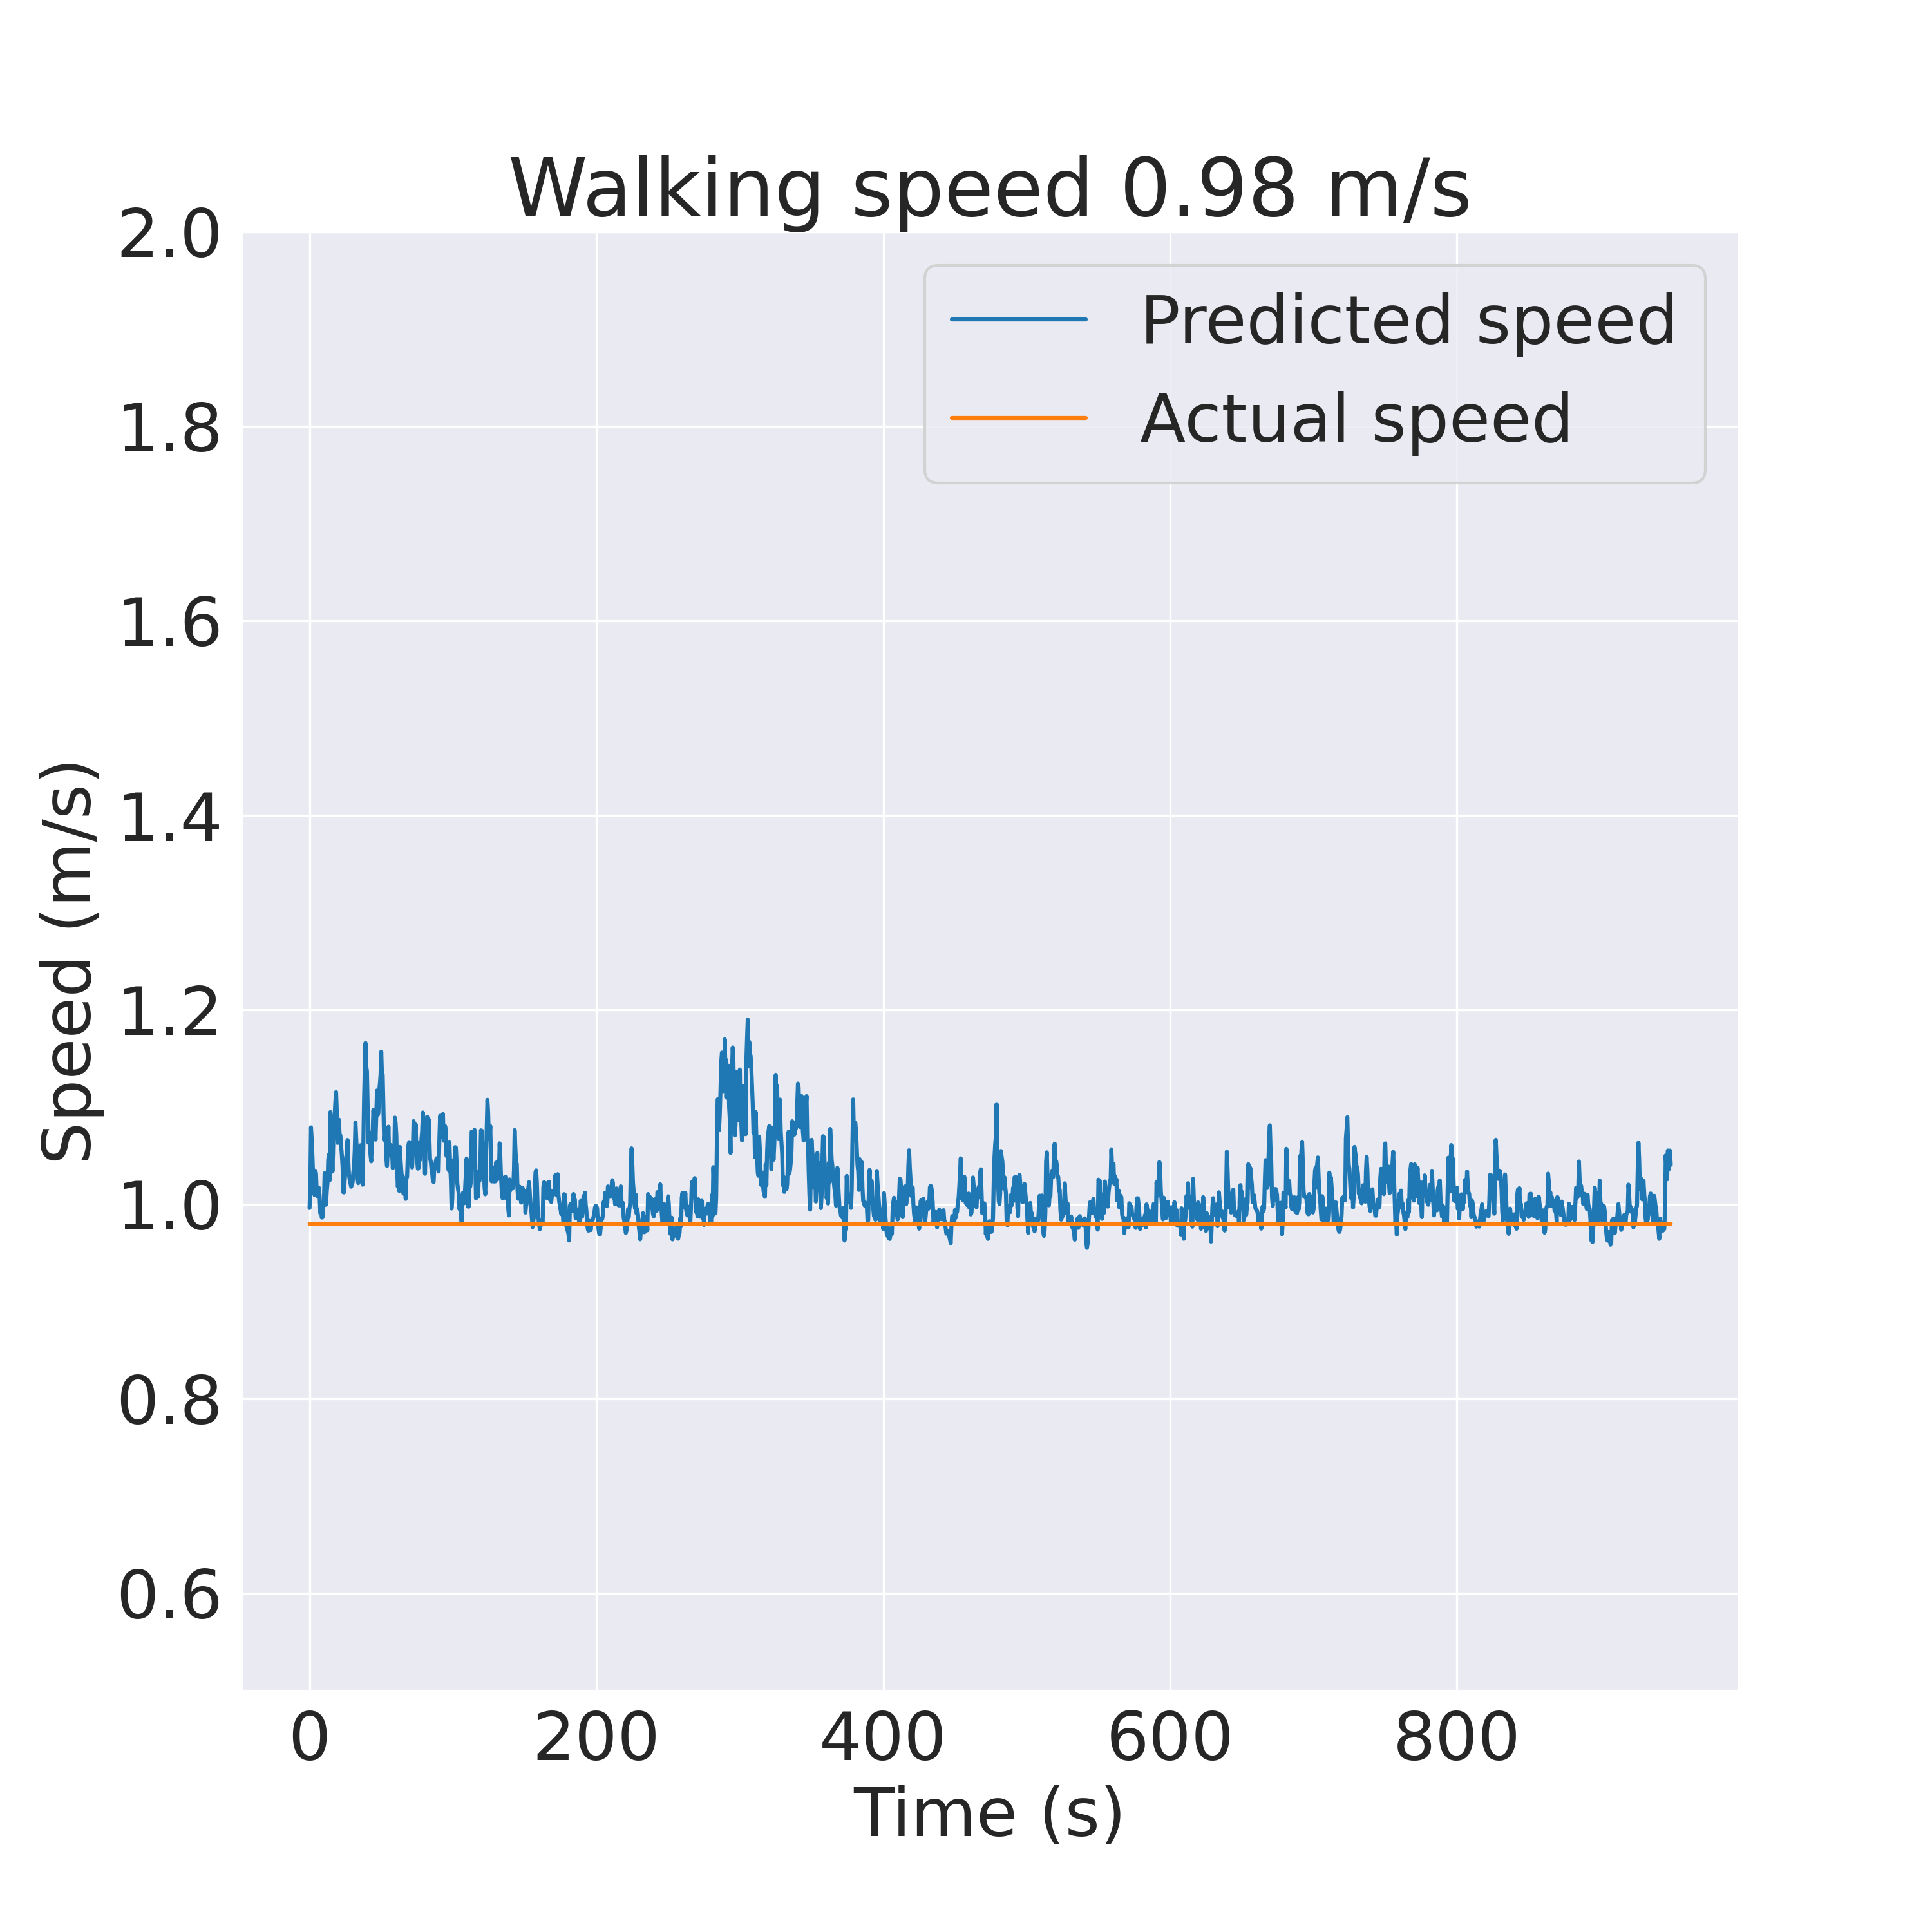 Walking speed 0.98 m/s
Predicted speed
Actual speed
2.0
1.8
1.6
1.4
1.2
1.0
0.8
0.6
Speed (m/s)
0 200 400 600 800
Time (s)